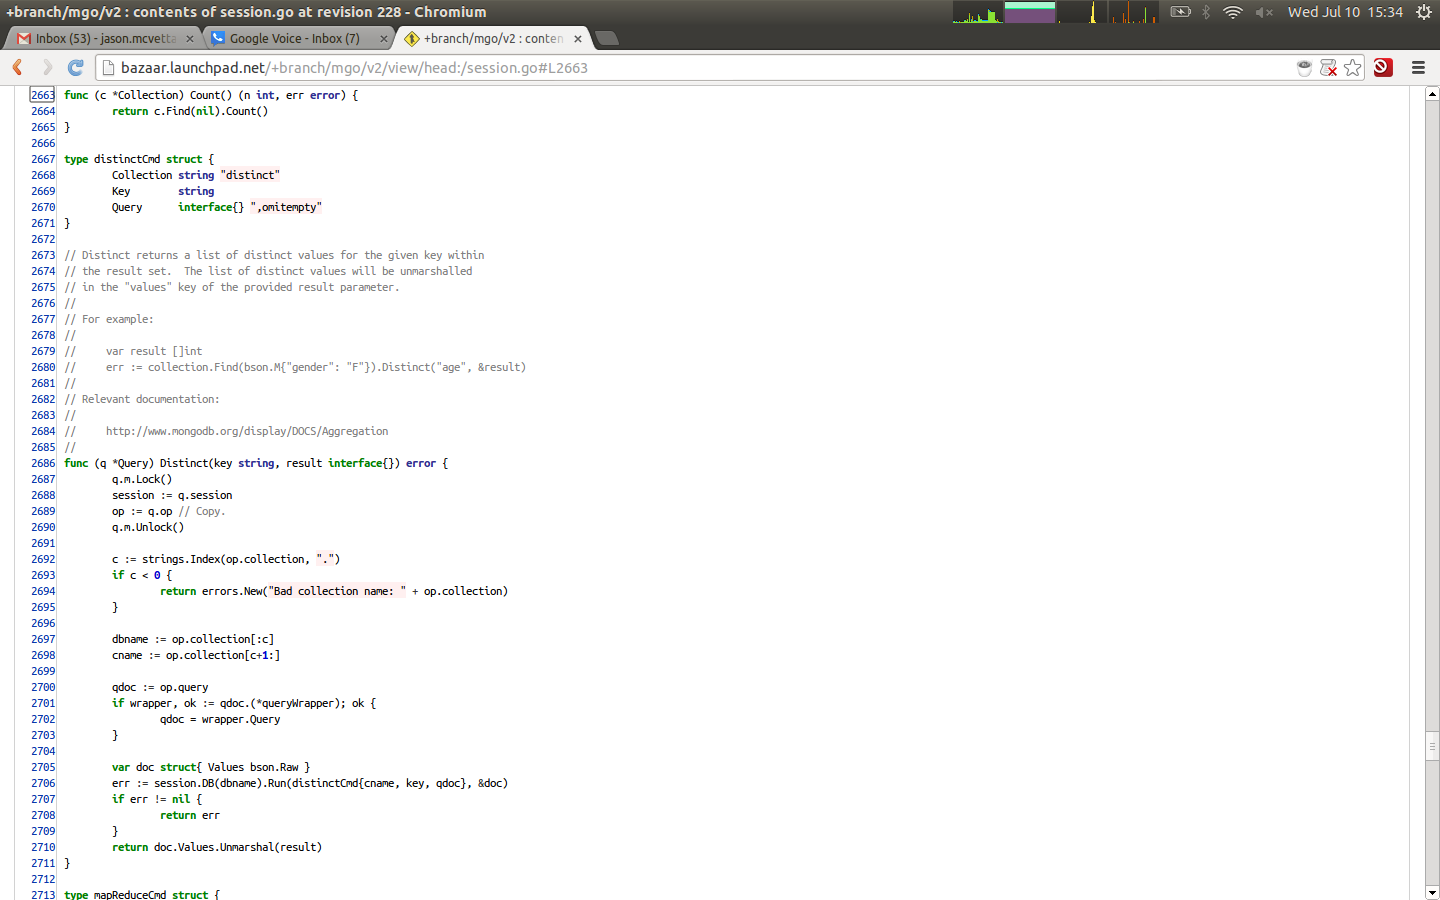 +branch/mgo/v2 : contents of session.go at revision 228 - Chromium
Wed Jul 10 15:34
Inbox (53) - jason.mcvetta
Google Voice - Inbox (7)
+branch/mgo/v2 : conten
bazaar.launchpad.net/+branch/mgo/v2/view/head:/session.go#L2663
2663 func (c *Collection) Count() (n int, err error) {
2664         return c.Find(nil).Count()
2665 }
2666
2667 type distinctCmd struct {
2668         Collection string "distinct"
2669         Key        string
2670         Query      interface{} ",omitempty"
2671 }
2672
2673 // Distinct returns a list of distinct values for the given key within
2674 // the result set.  The list of distinct values will be unmarshalled
2675 // in the "values" key of the provided result parameter.
2676 //
2677 // For example:
2678 //
2679 //     var result []int
2680 //     err := collection.Find(bson.M{"gender": "F"}).Distinct("age", &result)
2681 //
2682 // Relevant documentation:
2683 //
2684 //     http://www.mongodb.org/display/DOCS/Aggregation
2685 //
2686 func (q *Query) Distinct(key string, result interface{}) error {
2687         q.m.Lock()
2688         session := q.session
2689         op := q.op // Copy.
2690         q.m.Unlock()
2691
2692         c := strings.Index(op.collection, ".")
2693         if c < 0 {
2694                 return errors.New("Bad collection name: " + op.collection)
2695         }
2696
2697         dbname := op.collection[:c]
2698         cname := op.collection[c+1:]
2699
2700         qdoc := op.query
2701         if wrapper, ok := qdoc.(*queryWrapper); ok {
2702                 qdoc = wrapper.Query
2703         }
2704
2705         var doc struct{ Values bson.Raw }
2706         err := session.DB(dbname).Run(distinctCmd{cname, key, qdoc}, &doc)
2707         if err != nil {
2708                 return err
2709         }
2710         return doc.Values.Unmarshal(result)
2711 }
2712
2713 type mapReduceCmd struct {